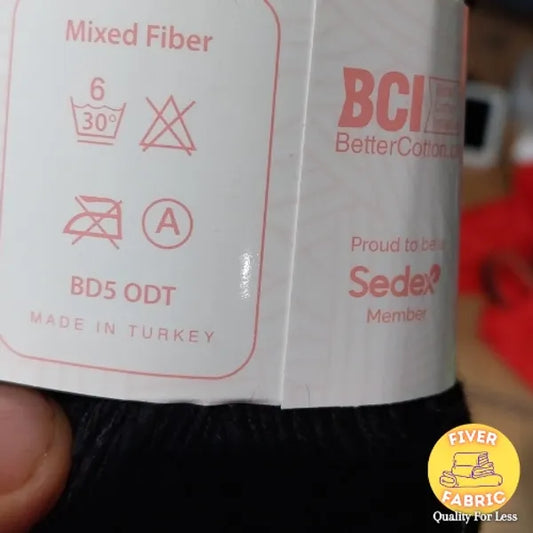 Mixed Fiber
6
30°
A
BD5 ODT
MADE IN TURKEY
BCI
BetterCotton.
Proud to be
Sedex
Member
FIVER
FABRIC
Quality For Less